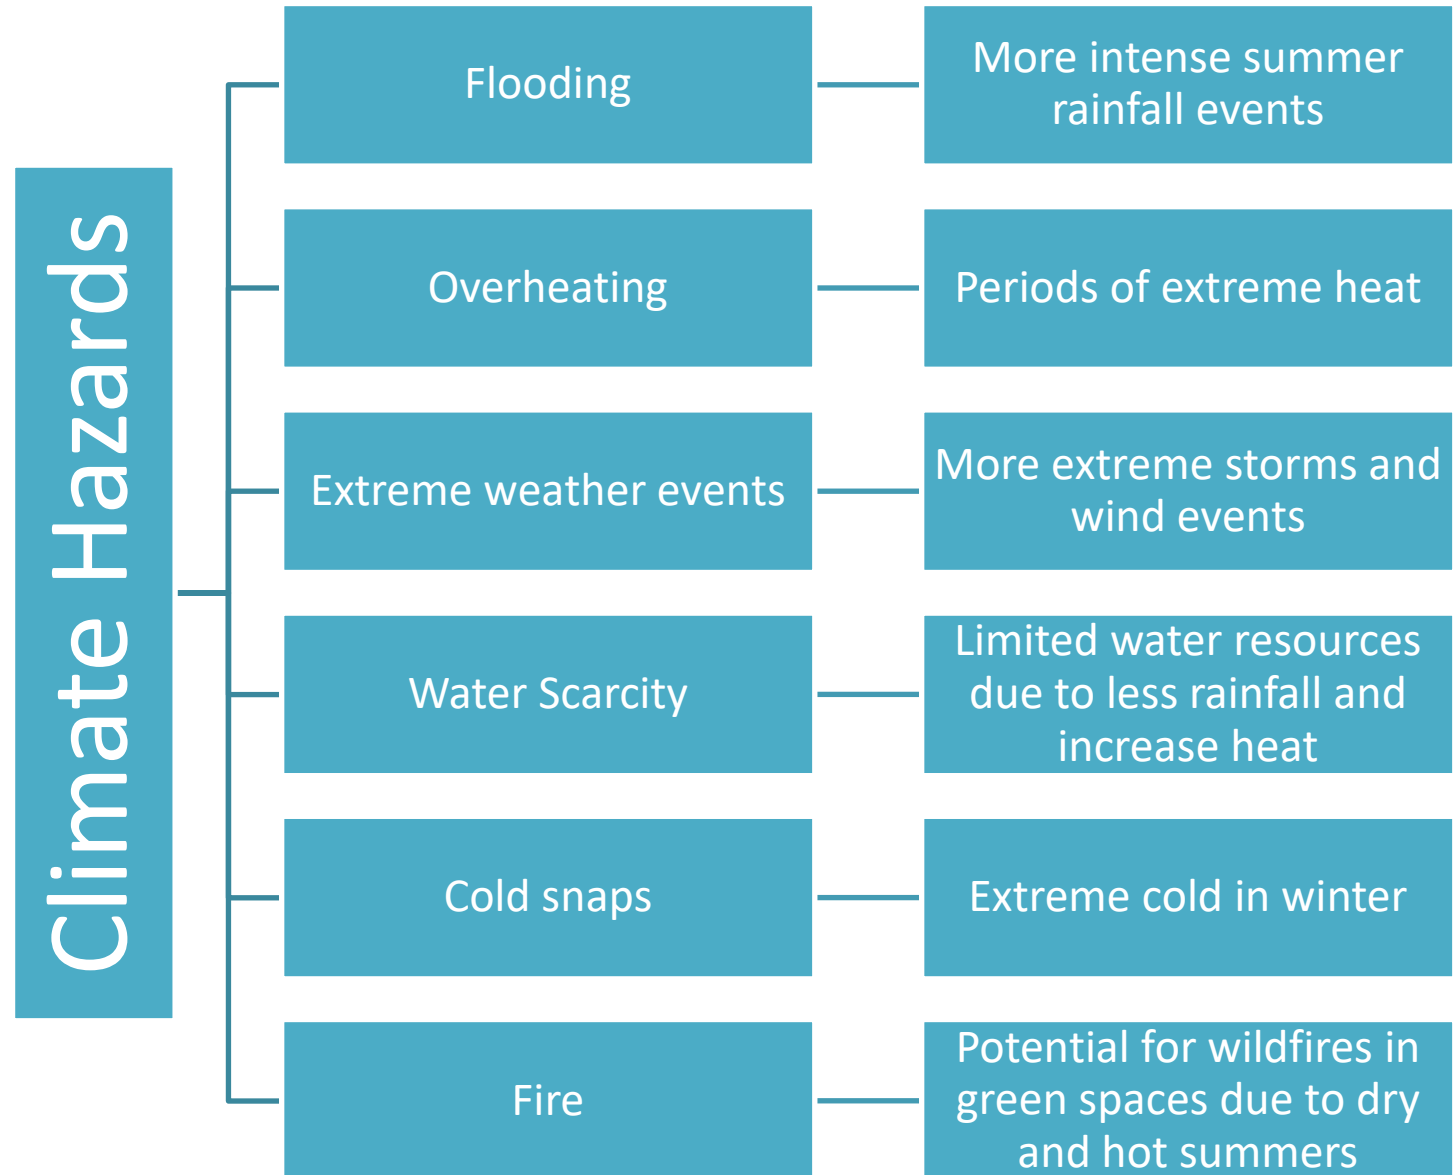 Climate Hazards
Flooding
More intense summer
rainfall events
Overheating
Periods of extreme heat
Extreme weather events
More extreme storms and
wind events
Water Scarcity
Limited water resources
due to less rainfall and
increase heat
Cold snaps
Extreme cold in winter
Fire
Potential for wildfires in
green spaces due to dry
and hot summers